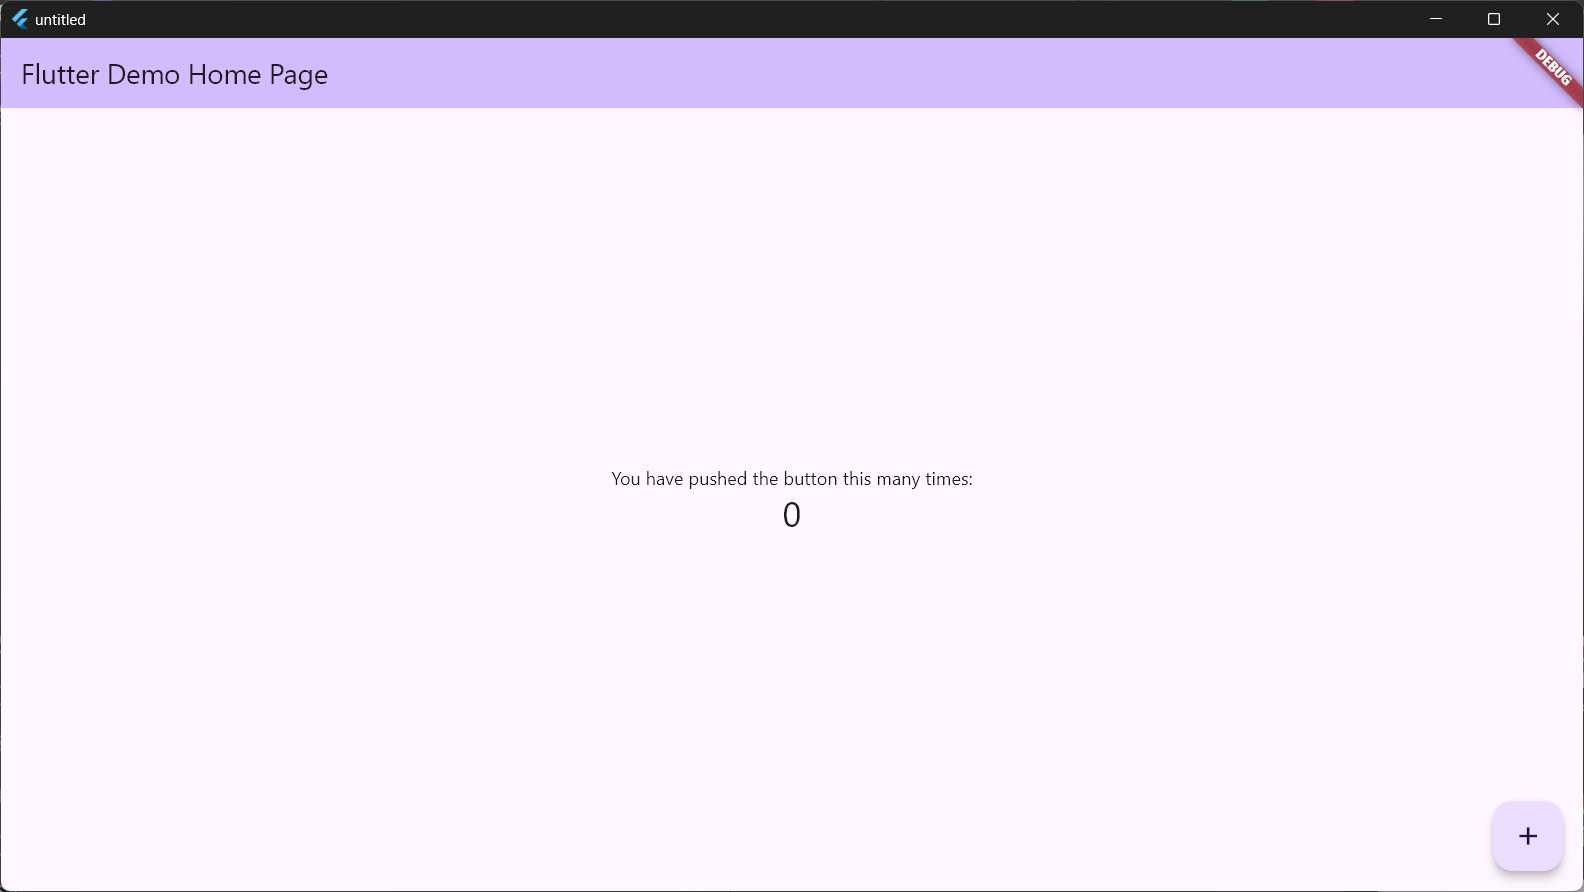 untitled
Flutter Demo Home Page
DEBUG
You have pushed the button this many times:
0